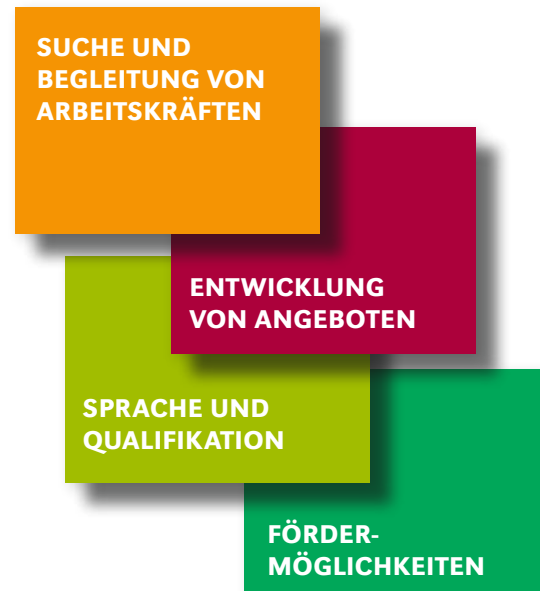 SUCHE UND
BEGLEITUNG VON
ARBEITSKRÄFTEN
ENTWICKLUNG
VON ANGEBOTEN
SPRACHE UND
QUALIFIKATION
FÖRDER-
MÖGLICHKEITEN